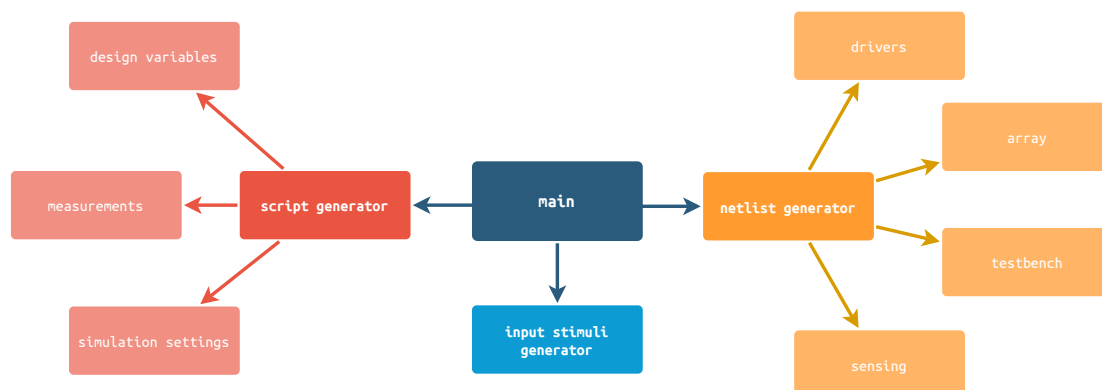 design variables
measurements
script generator
simulation settings
main
input stimuli
generator
drivers
array
netlist generator
testbench
sensing